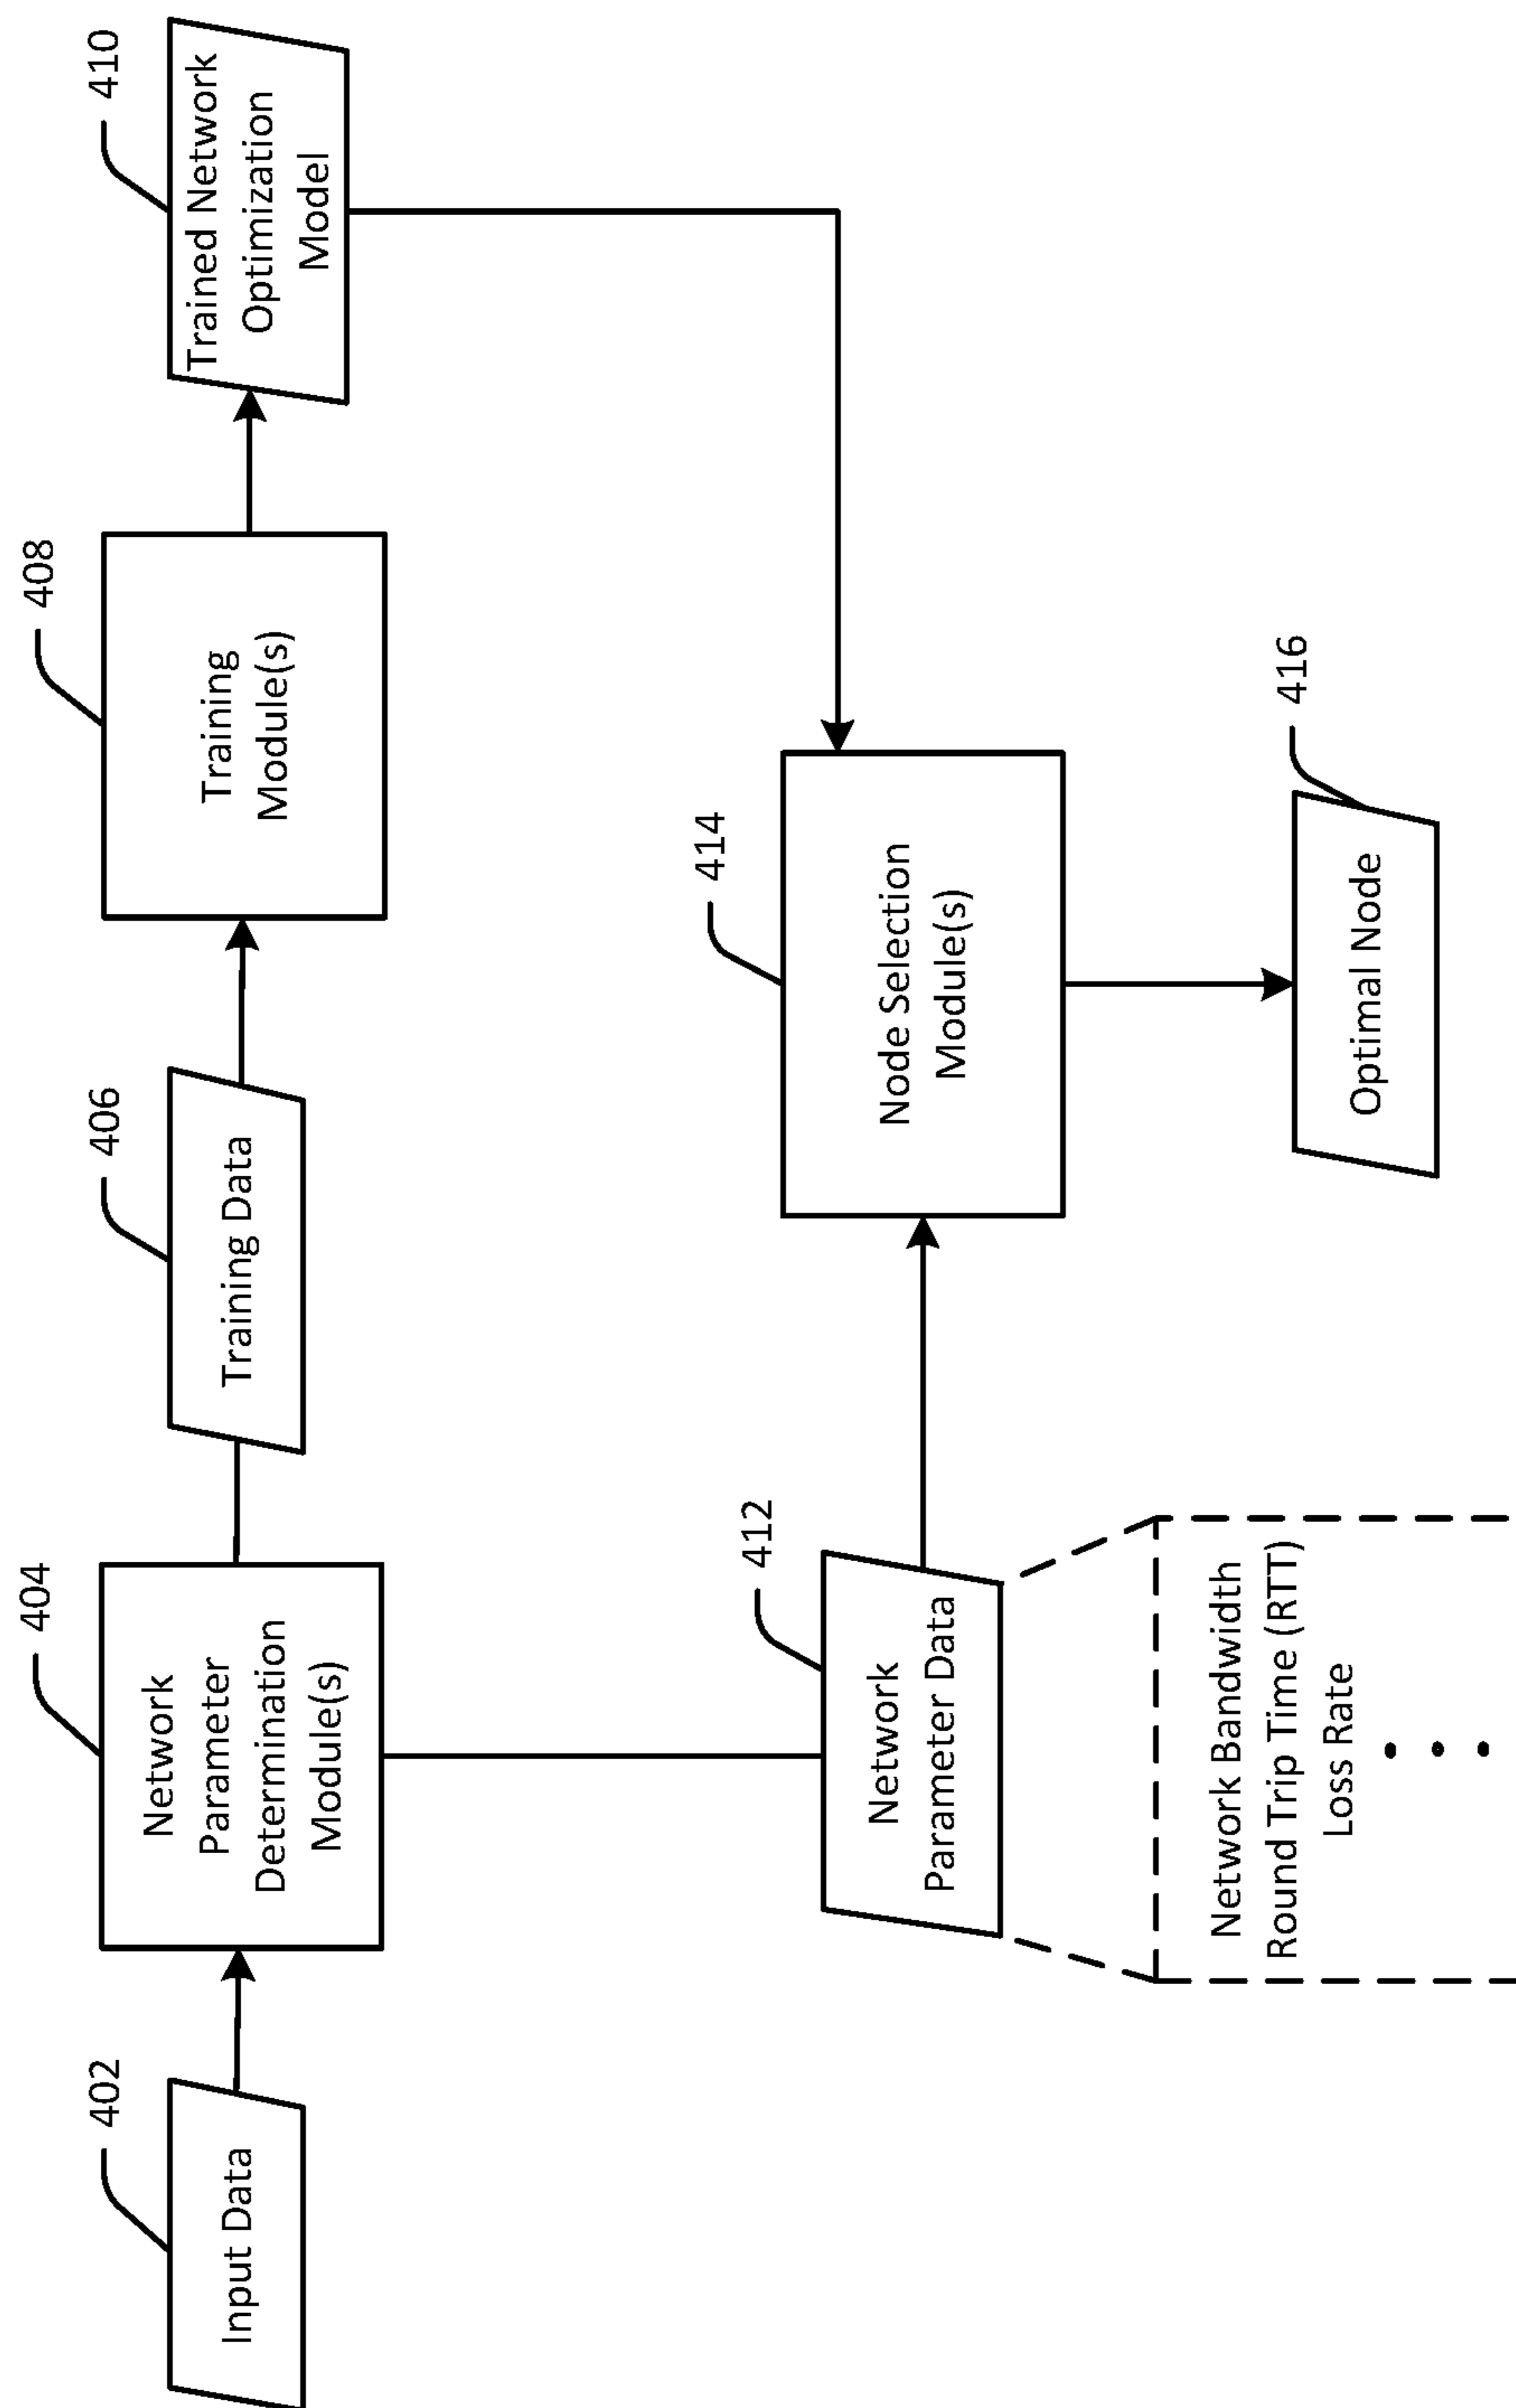 402
Input Data
404
Network
Parameter
Determination
Module(s)
406
Training Data
408
Training
Module(s)
410
Trained Network
Optimization
Model
412
Network
Parameter Data
414
Node Selection
Module(s)
416
Optimal Node
Network Bandwidth
Round Trip Time (RTT)
Loss Rate